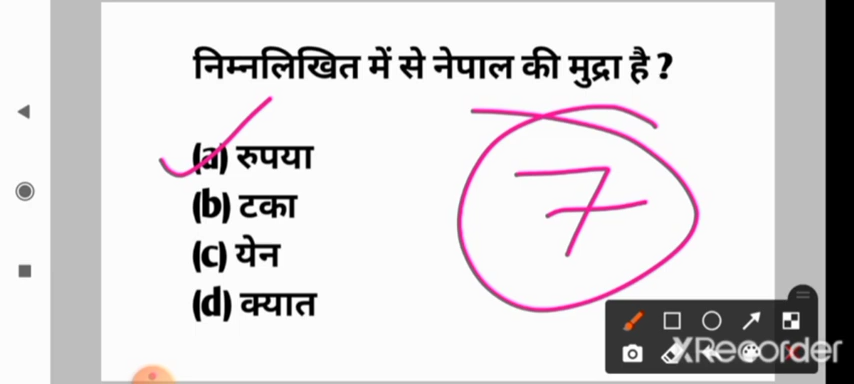 निम्नलिखित में से नेपाल की मुद्रा है ?
(a) रुपया
(b) टका
(c) येन
(d) क्यात
7
XRecorder